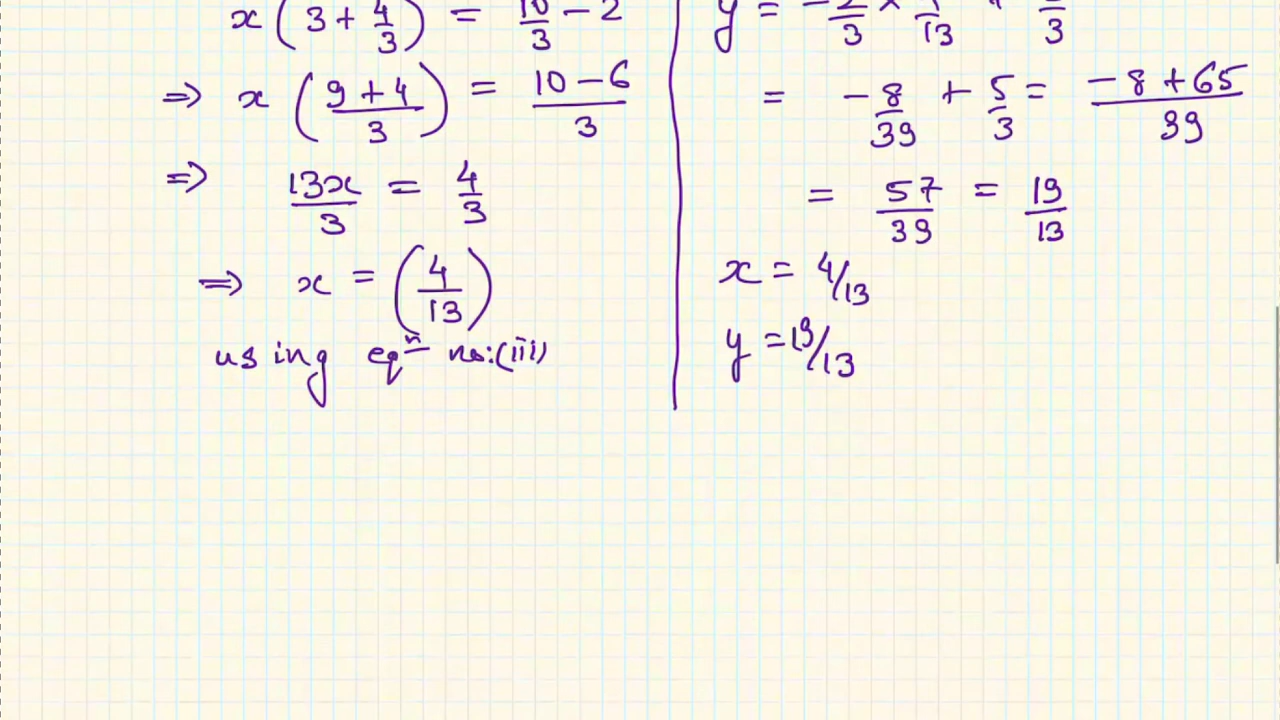 x(3 + 4/3) = 10/3 - 2
⇒ x((9 + 4)/3) = (10 - 6)/3
⇒ 13x/3 = 4/3
⇒ x = (4/13)
using eqn no:(iii)
= -8/39 + 5/3 = (-8 + 65)/39
= 57/39 = 19/13
x = 4/13
y = 19/13